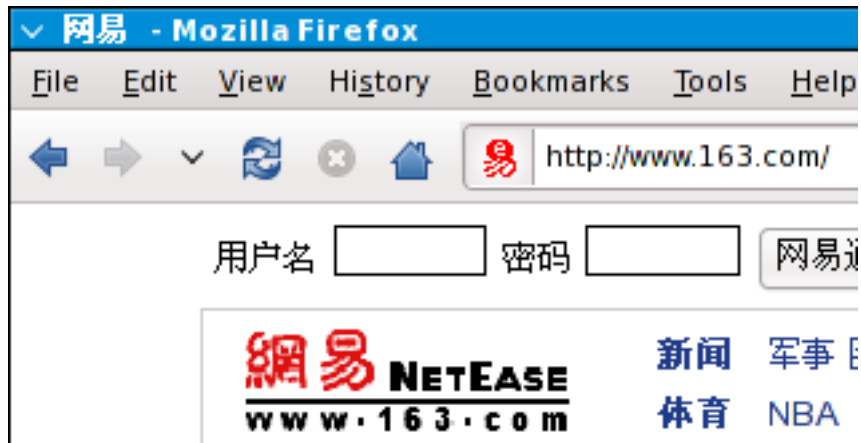 网易 - Mozilla Firefox
File Edit View History Bookmarks Tools Help
http://www.163.com/
用户名 密码 网易通
網易 NETEASE
www.163.com
新闻 军事
体育 NBA